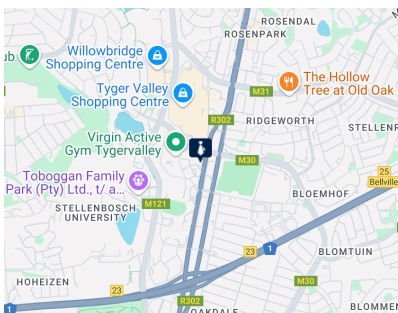 ROSENDAL
ROSENPARK
ub
Willowbridge
Shopping Centre
The Hollow
Tree at Old Oak
Tyger Valley
Shopping Centre
M31
R302
RIDGEWORTH
STELLENR
Virgin Active
Gym Tygervalley
M30
Toboggan Family
Park (Pty) Ltd., t/ a...
25
Bellville
BLOEMHOF
M121
STELLENBOSCH
UNIVERSITY
23
1
BLOMTUIN
HOHEIZEN
M30
23
R302
1
OAKDALE
BLOMMEN